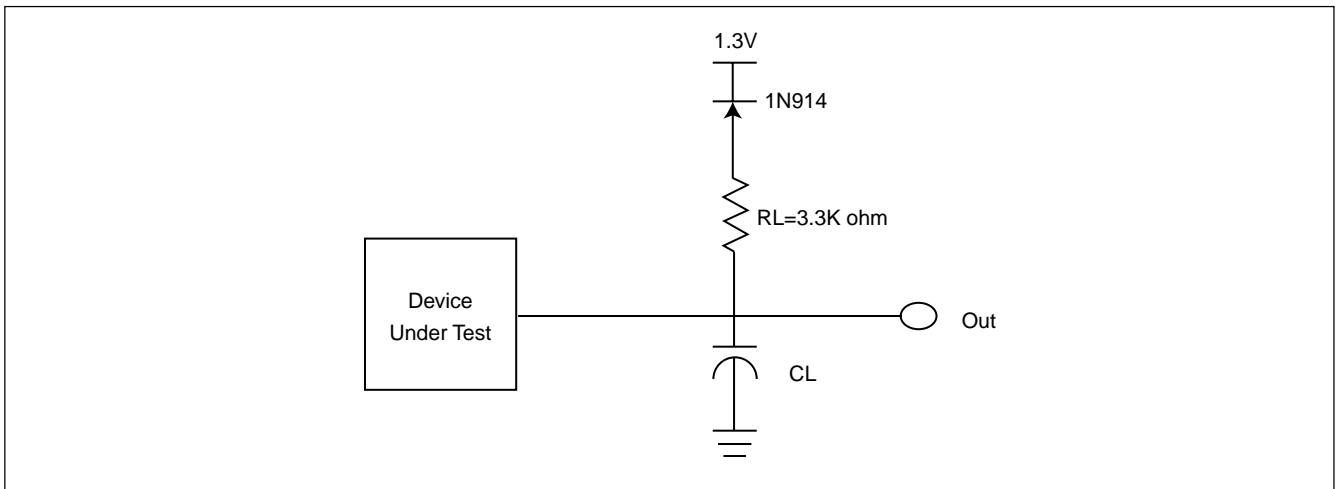 1.3V
1N914
RL=3.3K ohm
Device
Under Test
Out
CL